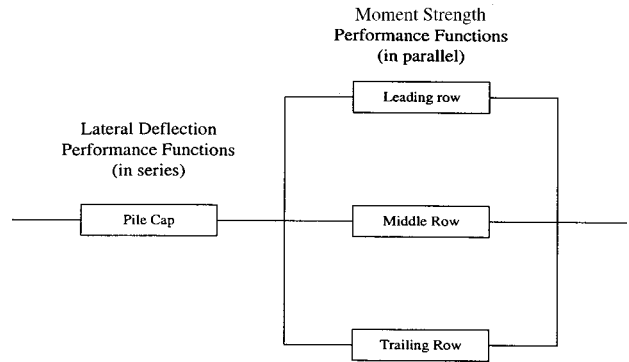 Moment Strength
Performance Functions
(in parallel)
Leading row
Lateral Deflection
Performance Functions
(in series)
Pile Cap
Middle Row
Trailing Row